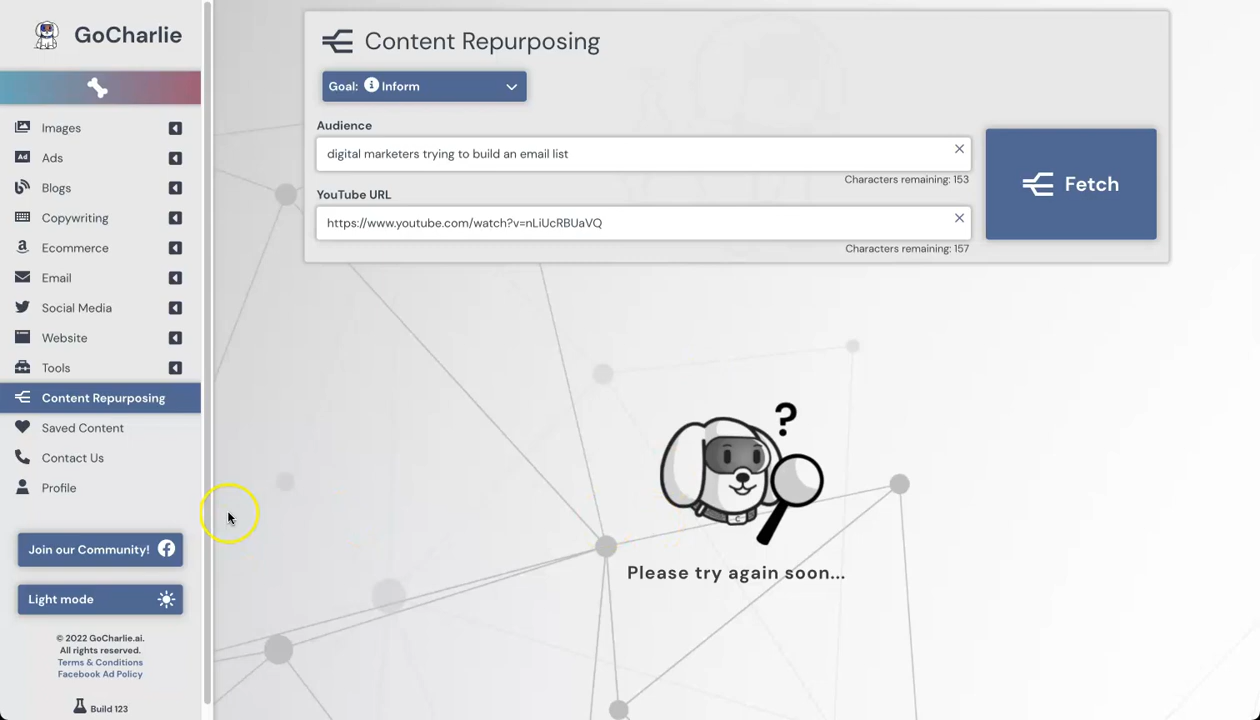 GoCharlie
Images
Ads
Blogs
Copywriting
Ecommerce
Email
Social Media
Website
Tools
Content Repurposing
Saved Content
Contact Us
Profile
Join our Community!
Light mode
© 2022 GoCharlie.ai.
All rights reserved.
Terms & Conditions
Facebook Ad Policy
Build 123
Content Repurposing
Goal: Inform
Audience
digital marketers trying to build an email list
Characters remaining: 153
YouTube URL
https://www.youtube.com/watch?v=nLiUcRBUaVQ
Characters remaining: 157
Fetch
?
Please try again soon...